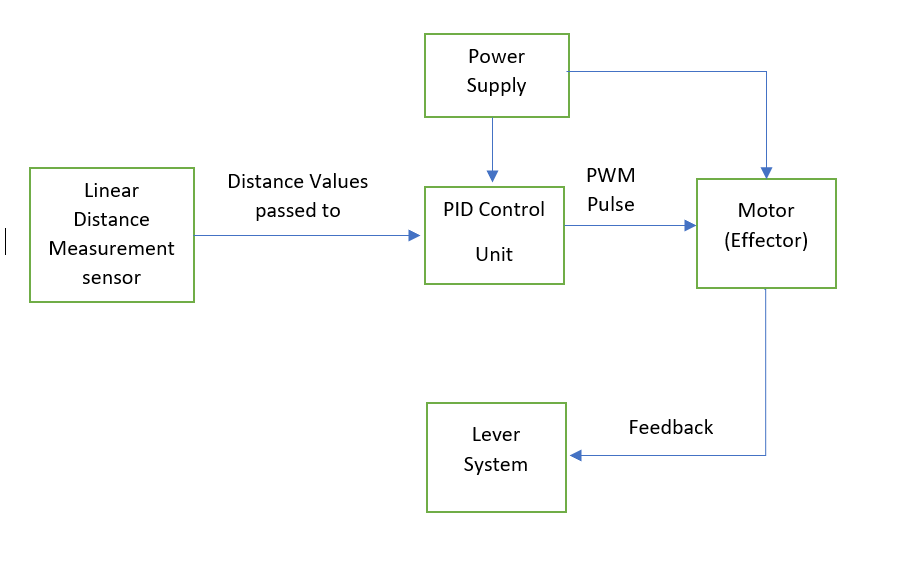 Power
Supply
Linear
Distance
Measurement
sensor
Distance Values
passed to
PID Control
Unit
PWM
Pulse
Motor
(Effector)
Lever
System
Feedback